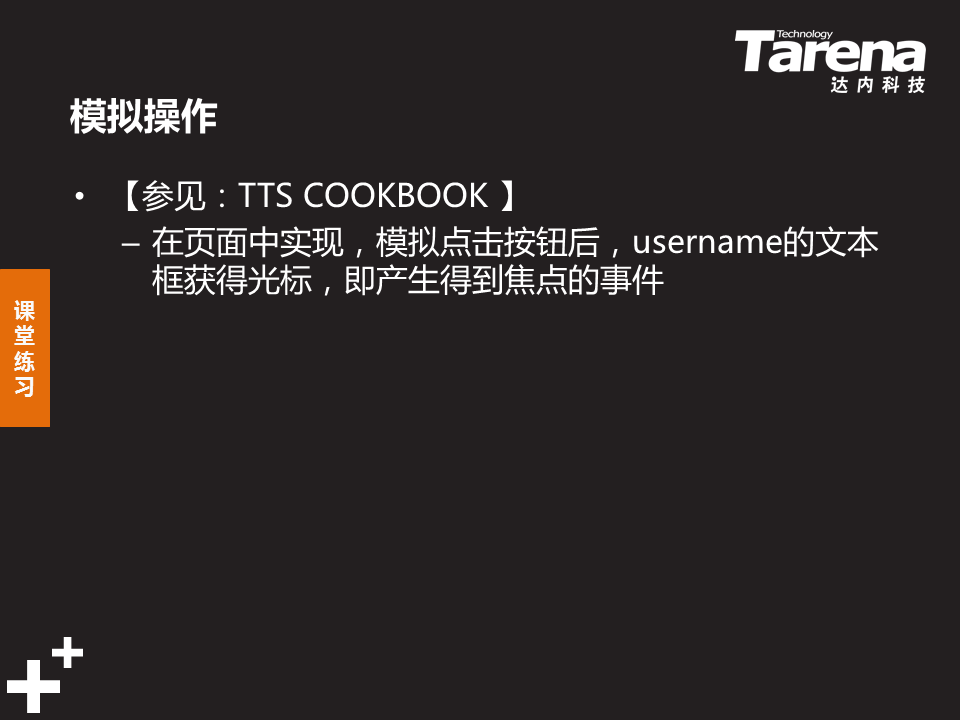 Technology
Tarena
达内科技
模拟操作
• 【参见：TTS COOKBOOK 】
– 在页面中实现，模拟点击按钮后，username的文本
框获得光标，即产生得到焦点的事件
课
堂
练
习